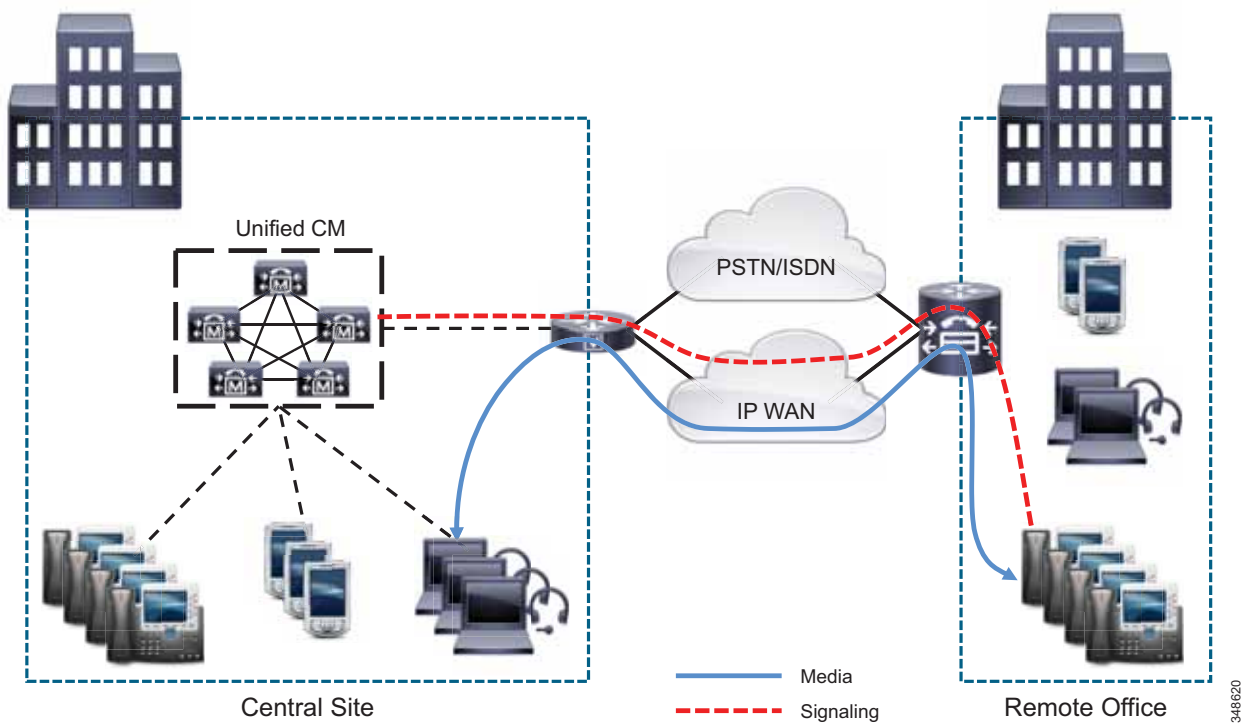 Unified CM
M
M
M
M
M
PSTN/ISDN
IP WAN
Central Site
Media
Signaling
Remote Office
348620